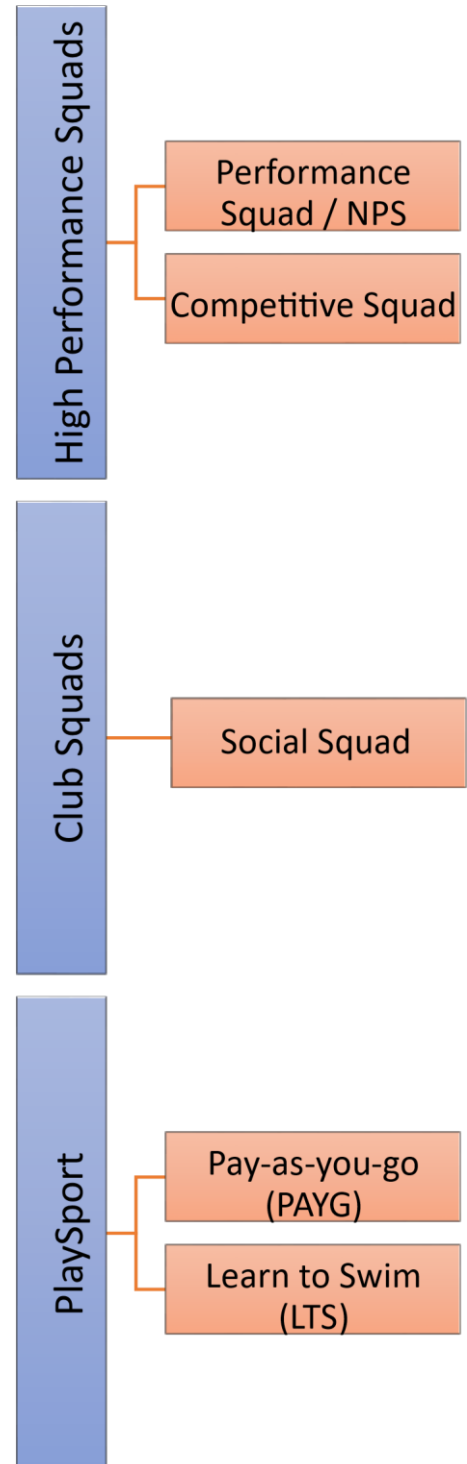 High Performance Squads
Performance
Squad / NPS
Competitive Squad
Club Squads
Social Squad
PlaySport
Pay-as-you-go
(PAYG)
Learn to Swim
(LTS)